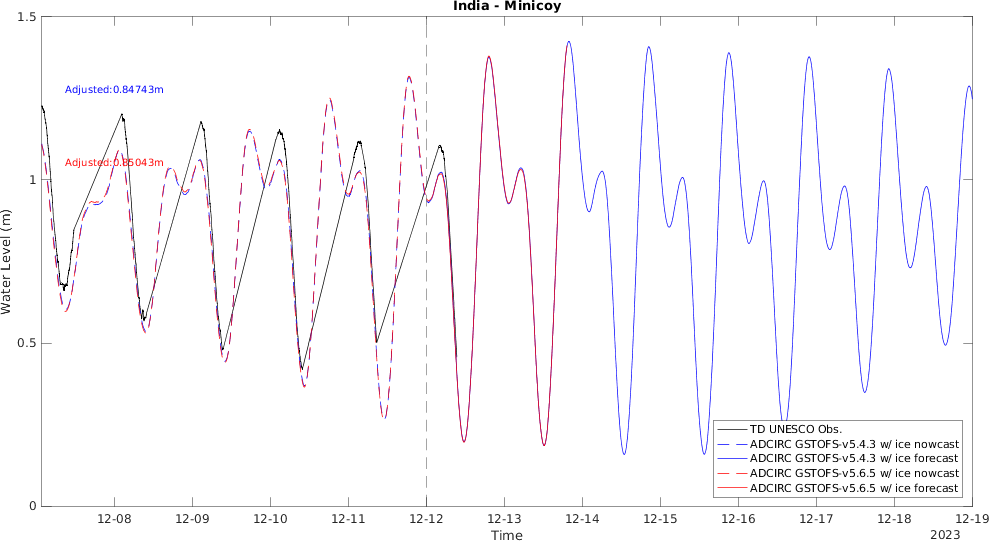 India - Minicoy
1.5
Adjusted:0.84743m
Adjusted:0.85043m
1
Water Level (m)
0.5
TD UNESCO Obs.
ADCIRC GSTOFS-v5.4.3 w/ ice nowcast
ADCIRC GSTOFS-v5.4.3 w/ ice forecast
ADCIRC GSTOFS-v5.6.5 w/ ice nowcast
ADCIRC GSTOFS-v5.6.5 w/ ice forecast
0
12-08 12-09 12-10 12-11 12-12 12-13 12-14 12-15 12-16 12-17 12-18 12-19
Time
2023